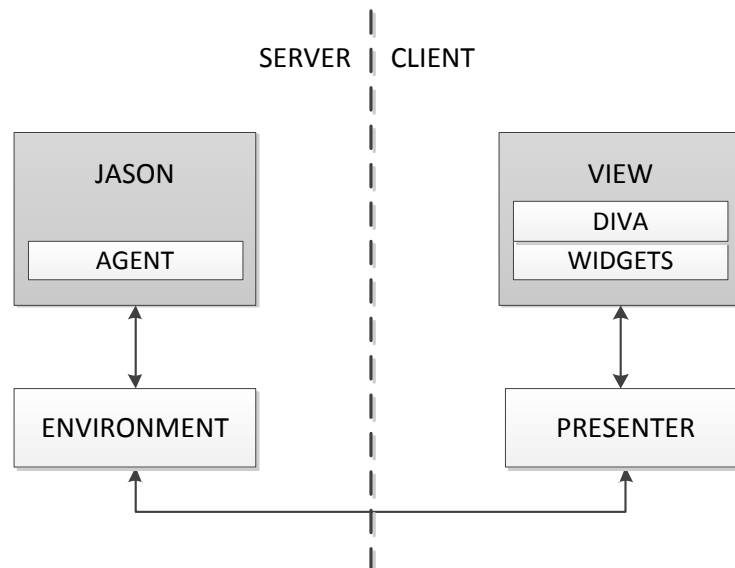 SERVER
CLIENT
JASON
AGENT
VIEW
DIVA
WIDGETS
ENVIRONMENT
PRESENTER